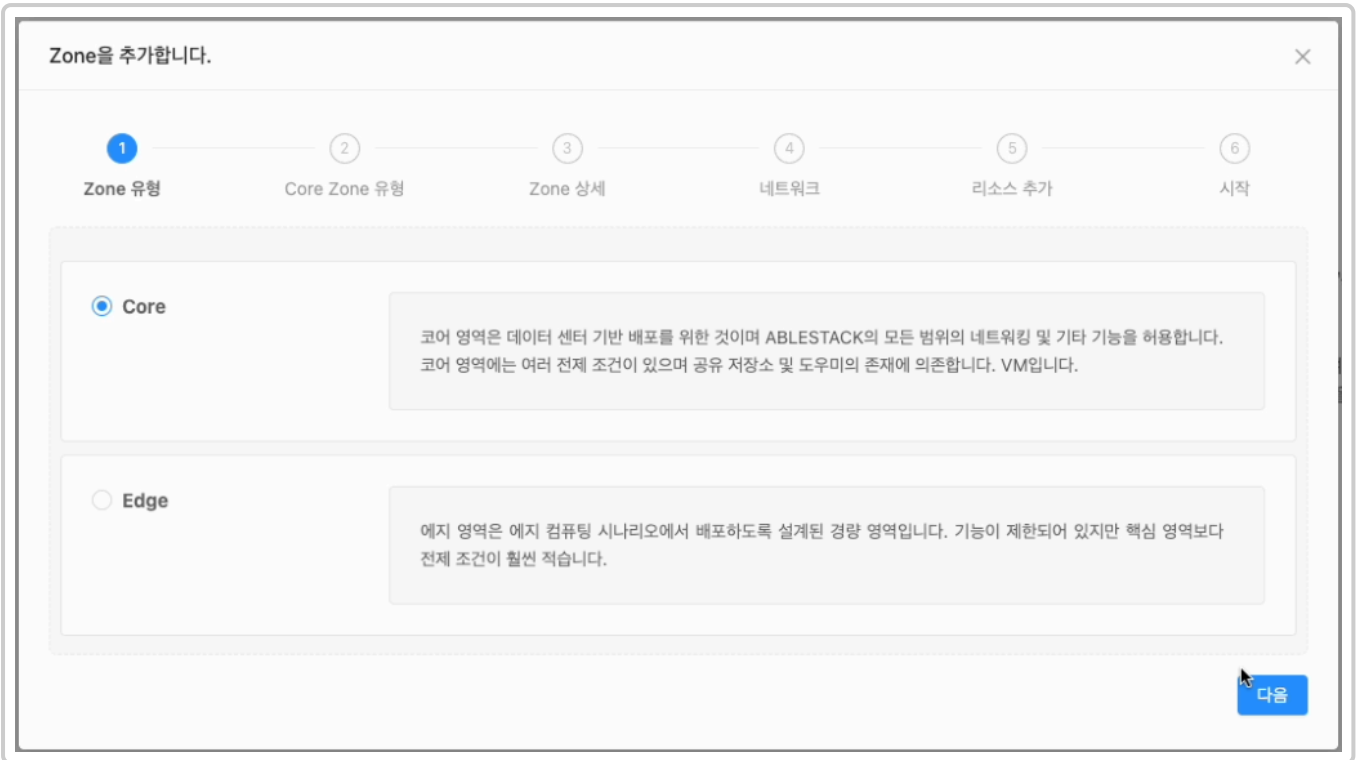 Zone을 추가합니다.
1 2 3 4 5 6
Zone 유형 Core Zone 유형 Zone 상세 네트워크 리소스 추가 시작
Core
코어 영역은 데이터 센터 기반 배포를 위한 것이며 ABLESTACK의 모든 범위의 네트워킹 및 기타 기능을 허용합니다.
코어 영역에는 여러 전제 조건이 있으며 공유 저장소 및 도우미의 존재에 의존합니다. VM입니다.
Edge
에지 영역은 에지 컴퓨팅 시나리오에서 배포하도록 설계된 경량 영역입니다. 기능이 제한되어 있지만 핵심 영역보다
전제 조건이 훨씬 적습니다.
다음